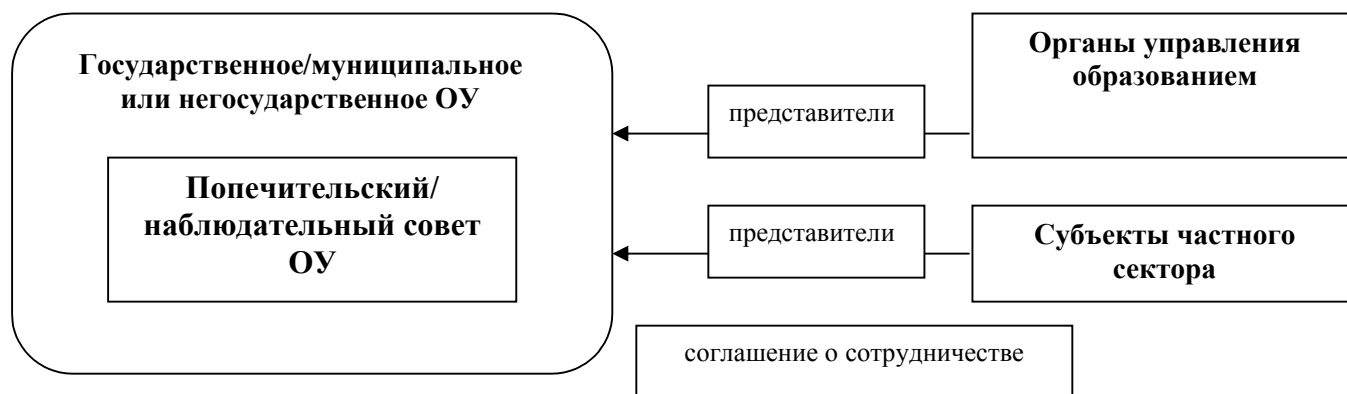 Государственное/муниципальное
или негосударственное ОУ
Попечительский/
наблюдательный совет
ОУ
представители
Органы управления
образованием
представители
Субъекты частного
сектора
соглашение о сотрудничестве